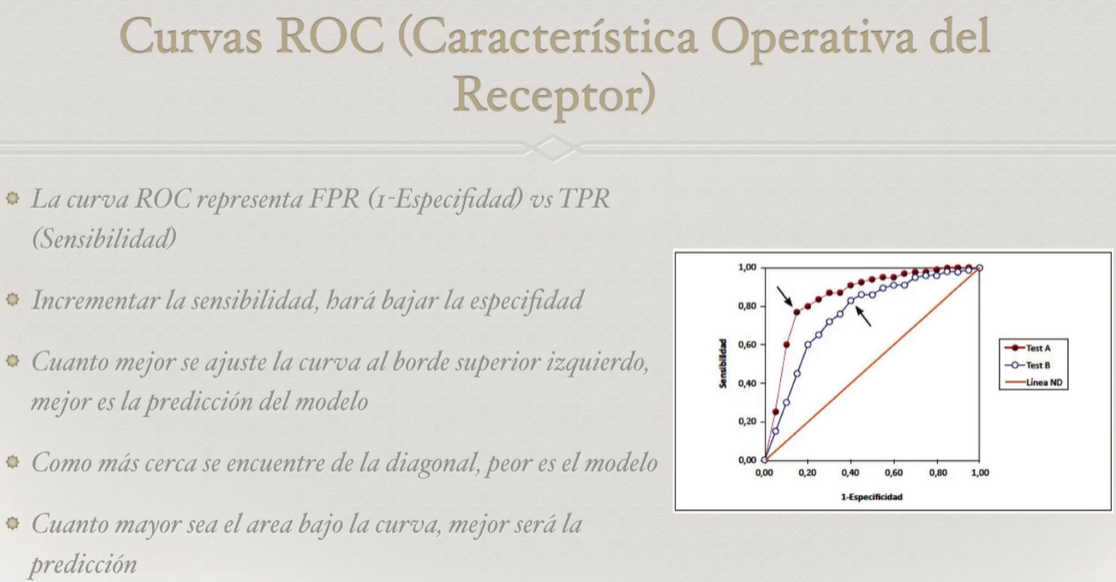 Curvas ROC (Característica Operativa del
Receptor)
La curva ROC representa FPR (1-Especifidad) vs TPR
(Sensibilidad)
Incrementar la sensibilidad, hará bajar la especifidad
Cuanto mejor se ajuste la curva al borde superior izquierdo,
mejor es la predicción del modelo
Como más cerca se encuentre de la diagonal, peor es el modelo
Cuanto mayor sea el area bajo la curva, mejor será la
predicción
1,00
0,80
0,60
0,40
0,20
0,00
Sensibilidad
0,00 0,20 0,40 0,60 0,80 1,00
1-Especificidad
Test A
Test B
Línea ND